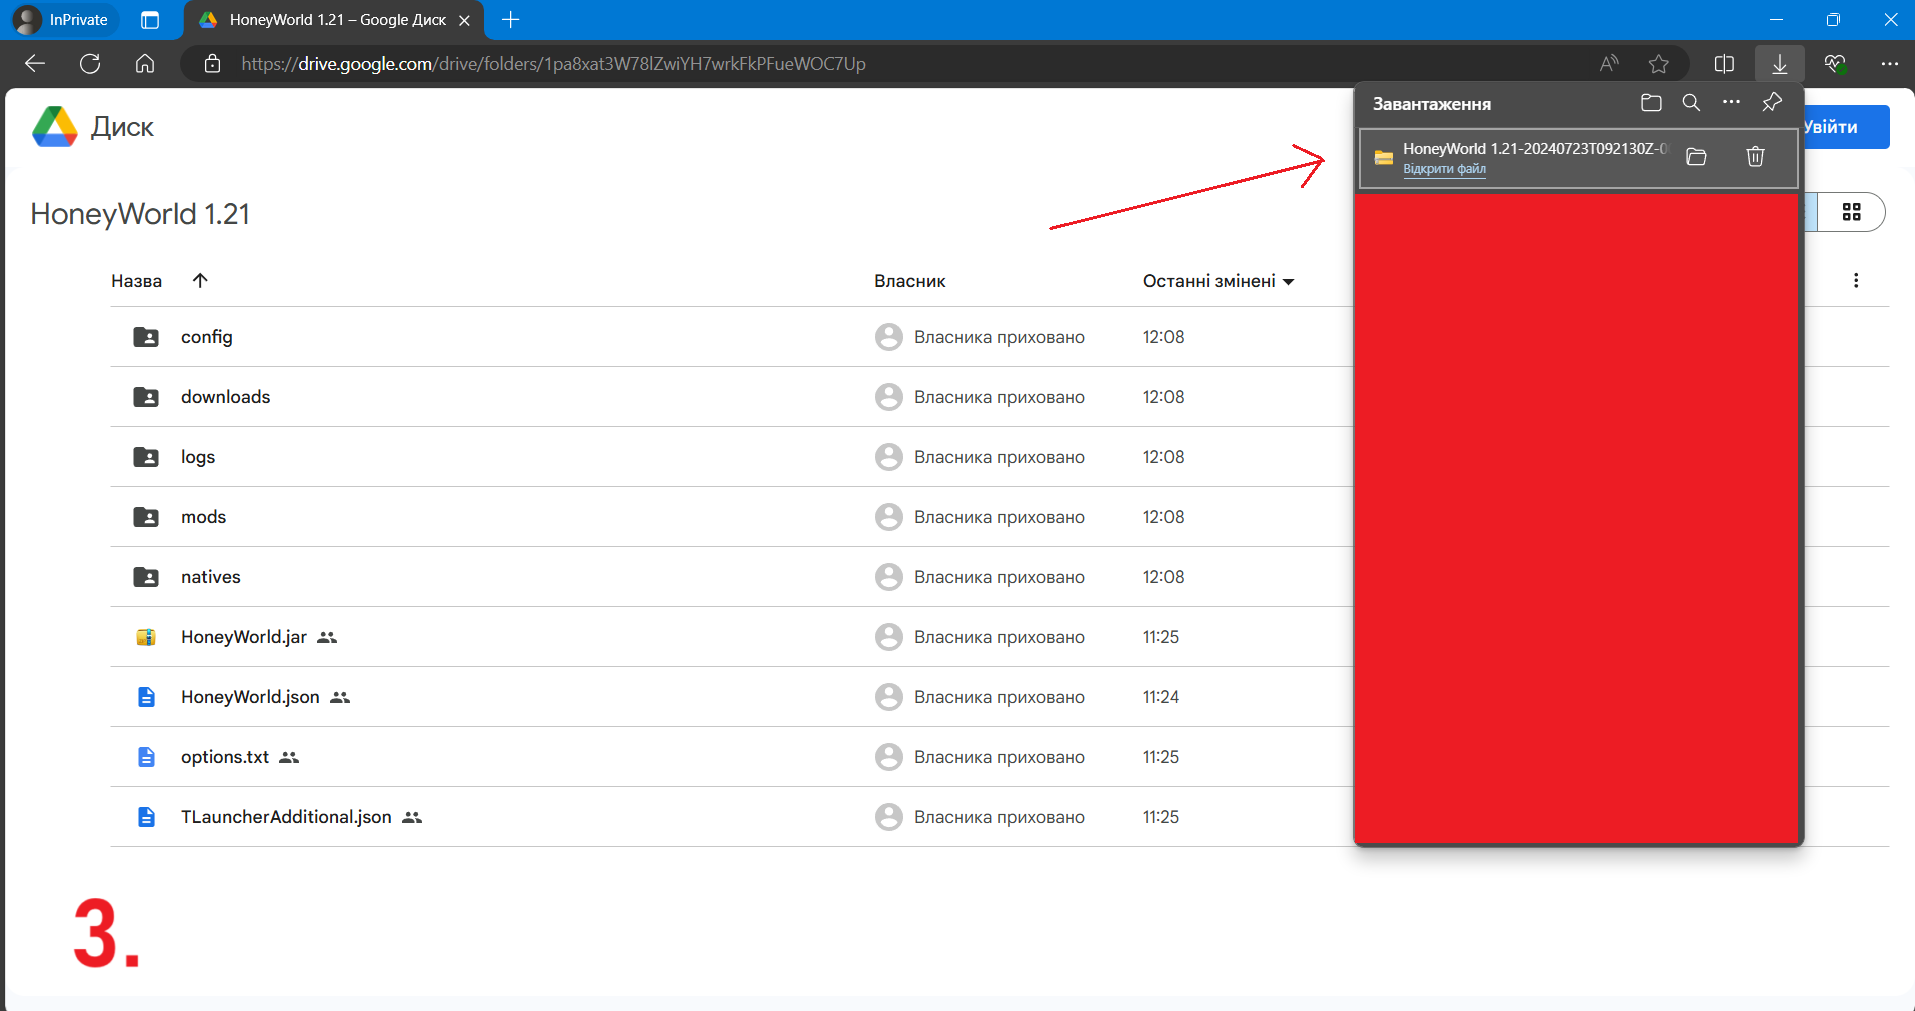 InPrivate
HoneyWorld 1.21 – Google Диск
https://drive.google.com/drive/folders/1pa8xat3W78lZwiYH7wrkFkPFueWOC7Up
Завантаження
Диск
Увійти
HoneyWorld 1.21-20240723T092130Z-0
Відкрити файл
HoneyWorld 1.21
Назва
Власник
Останні змінені
config
Власника приховано
12:08
downloads
Власника приховано
12:08
logs
Власника приховано
12:08
mods
Власника приховано
12:08
natives
Власника приховано
12:08
HoneyWorld.jar
Власника приховано
11:25
HoneyWorld.json
Власника приховано
11:24
options.txt
Власника приховано
11:25
TLauncherAdditional.json
Власника приховано
11:25
3.